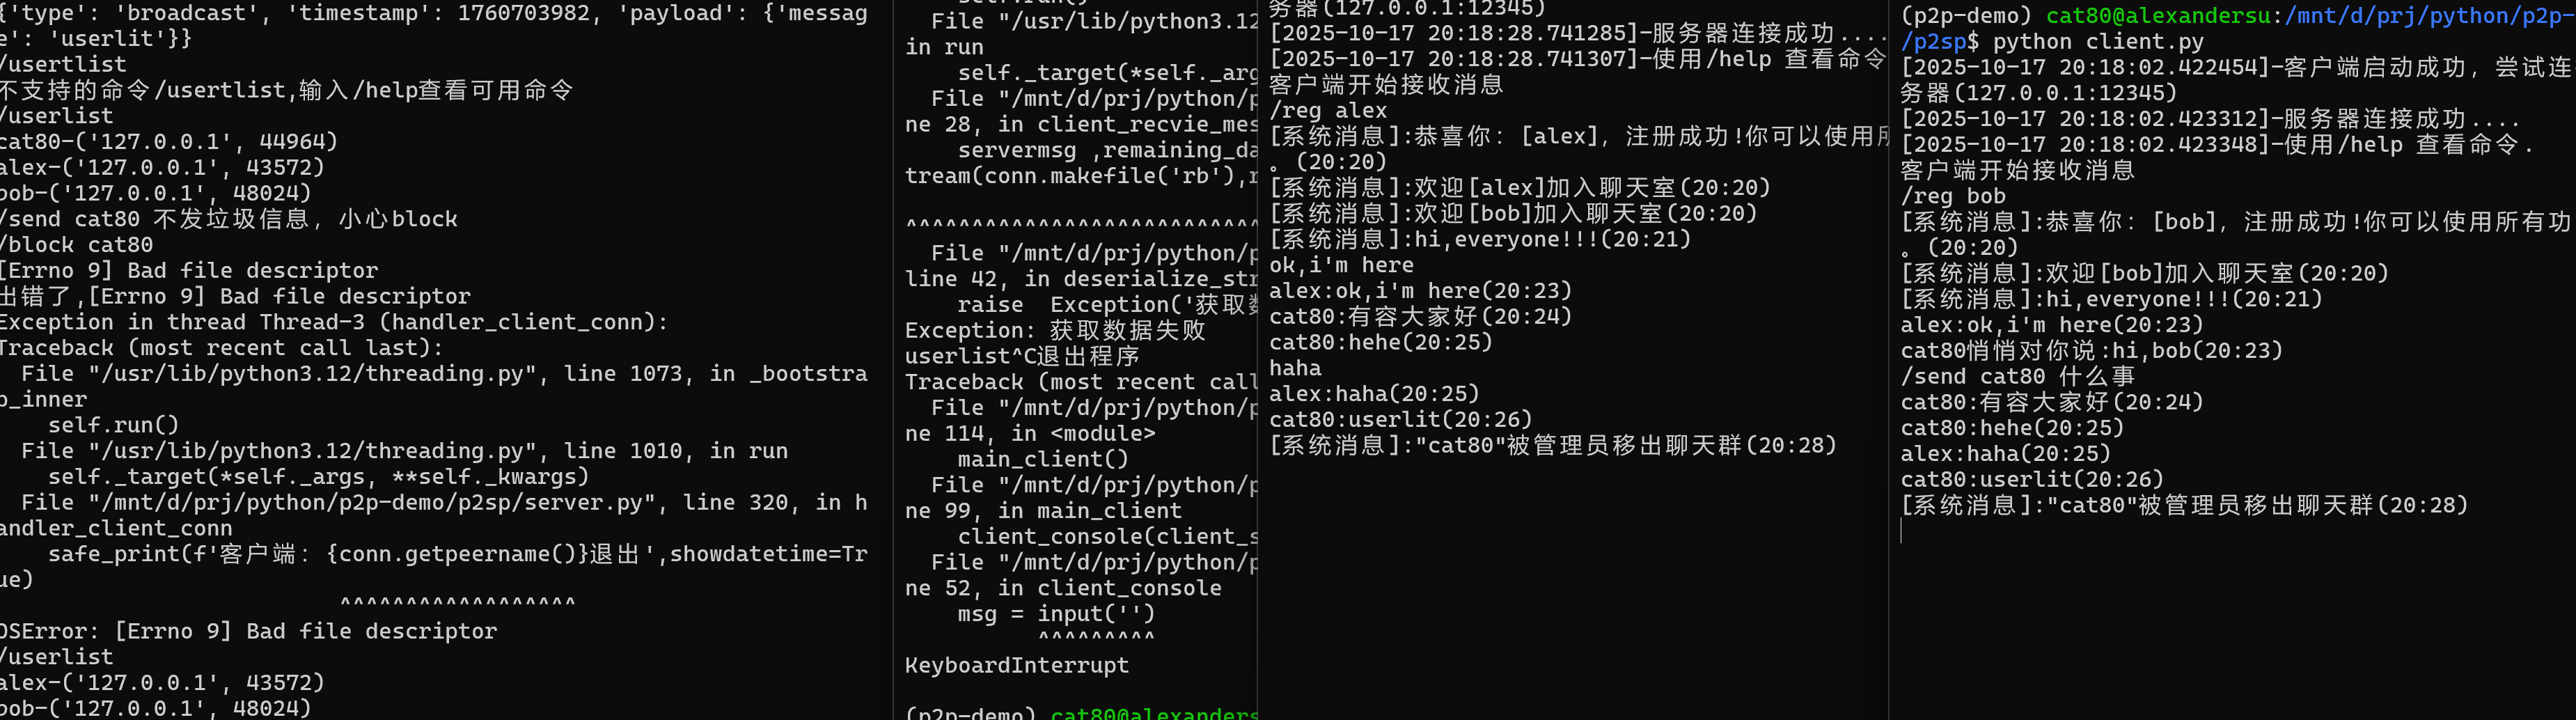 {'type': 'broadcast', 'timestamp': 1760703982, 'payload': {'messag
e': 'userlit'}}
/usertlist
不支持的命令/usertlist,输入/help查看可用命令
/userlist
cat80-('127.0.0.1', 44964)
alex-('127.0.0.1', 43572)
bob-('127.0.0.1', 48024)
/send cat80 不发垃圾信息, 小心block
/block cat80
[Errno 9] Bad file descriptor
出错了,[Errno 9] Bad file descriptor
Exception in thread Thread-3 (handler_client_conn):
Traceback (most recent call last):
  File "/usr/lib/python3.12/threading.py", line 1073, in _bootstra
p_inner
    self.run()
  File "/usr/lib/python3.12/threading.py", line 1010, in run
    self._target(*self._args, **self._kwargs)
  File "/mnt/d/prj/python/p2p-demo/p2sp/server.py", line 320, in h
andler_client_conn
    safe_print(f'客户端: {conn.getpeername()}退出',showdatetime=Tr
ue)
^^^^^^^^^^^^^^^^^^
OSError: [Errno 9] Bad file descriptor
/userlist
alex-('127.0.0.1', 43572)
bob-('127.0.0.1', 48024)
self.run()
  File "/usr/lib/python3.12
in run
    self._target(*self._arg
  File "/mnt/d/prj/python/p
ne 28, in client_recvie_mes
    servermsg ,remaining_da
tream(conn.makefile('rb'),r
^^^^^^^^^^^^^^^^^^^^^^^^^^^
  File "/mnt/d/prj/python/p
line 42, in deserialize_str
    raise  Exception('获取数
Exception: 获取数据失败
userlist^C退出程序
Traceback (most recent call
  File "/mnt/d/prj/python/p
ne 114, in <module>
    main_client()
  File "/mnt/d/prj/python/p
ne 99, in main_client
    client_console(client_s
  File "/mnt/d/prj/python/p
ne 52, in client_console
    msg = input('')
          ^^^^^^^^^
KeyboardInterrupt
(p2p-demo) cat80@alexanders
务器(127.0.0.1:12345)
[2025-10-17 20:18:28.741285]-服务器连接成功....
[2025-10-17 20:18:28.741307]-使用/help 查看命令
客户端开始接收消息
/reg alex
[系统消息]:恭喜你: [alex], 注册成功!你可以使用所
。(20:20)
[系统消息]:欢迎[alex]加入聊天室(20:20)
[系统消息]:欢迎[bob]加入聊天室(20:20)
[系统消息]:hi,everyone!!!(20:21)
ok,i'm here
alex:ok,i'm here(20:23)
cat80:有容大家好(20:24)
cat80:hehe(20:25)
haha
alex:haha(20:25)
cat80:userlit(20:26)
[系统消息]:"cat80"被管理员移出聊天群(20:28)
(p2p-demo) cat80@alexandersu:/mnt/d/prj/python/p2p-
/p2sp$ python client.py
[2025-10-17 20:18:02.422454]-客户端启动成功, 尝试连
务器(127.0.0.1:12345)
[2025-10-17 20:18:02.423312]-服务器连接成功....
[2025-10-17 20:18:02.423348]-使用/help 查看命令.
客户端开始接收消息
/reg bob
[系统消息]:恭喜你: [bob], 注册成功!你可以使用所有功
。(20:20)
[系统消息]:欢迎[bob]加入聊天室(20:20)
[系统消息]:hi,everyone!!!(20:21)
alex:ok,i'm here(20:23)
cat80悄悄对你说:hi,bob(20:23)
/send cat80 什么事
cat80:有容大家好(20:24)
cat80:hehe(20:25)
alex:haha(20:25)
cat80:userlit(20:26)
[系统消息]:"cat80"被管理员移出聊天群(20:28)